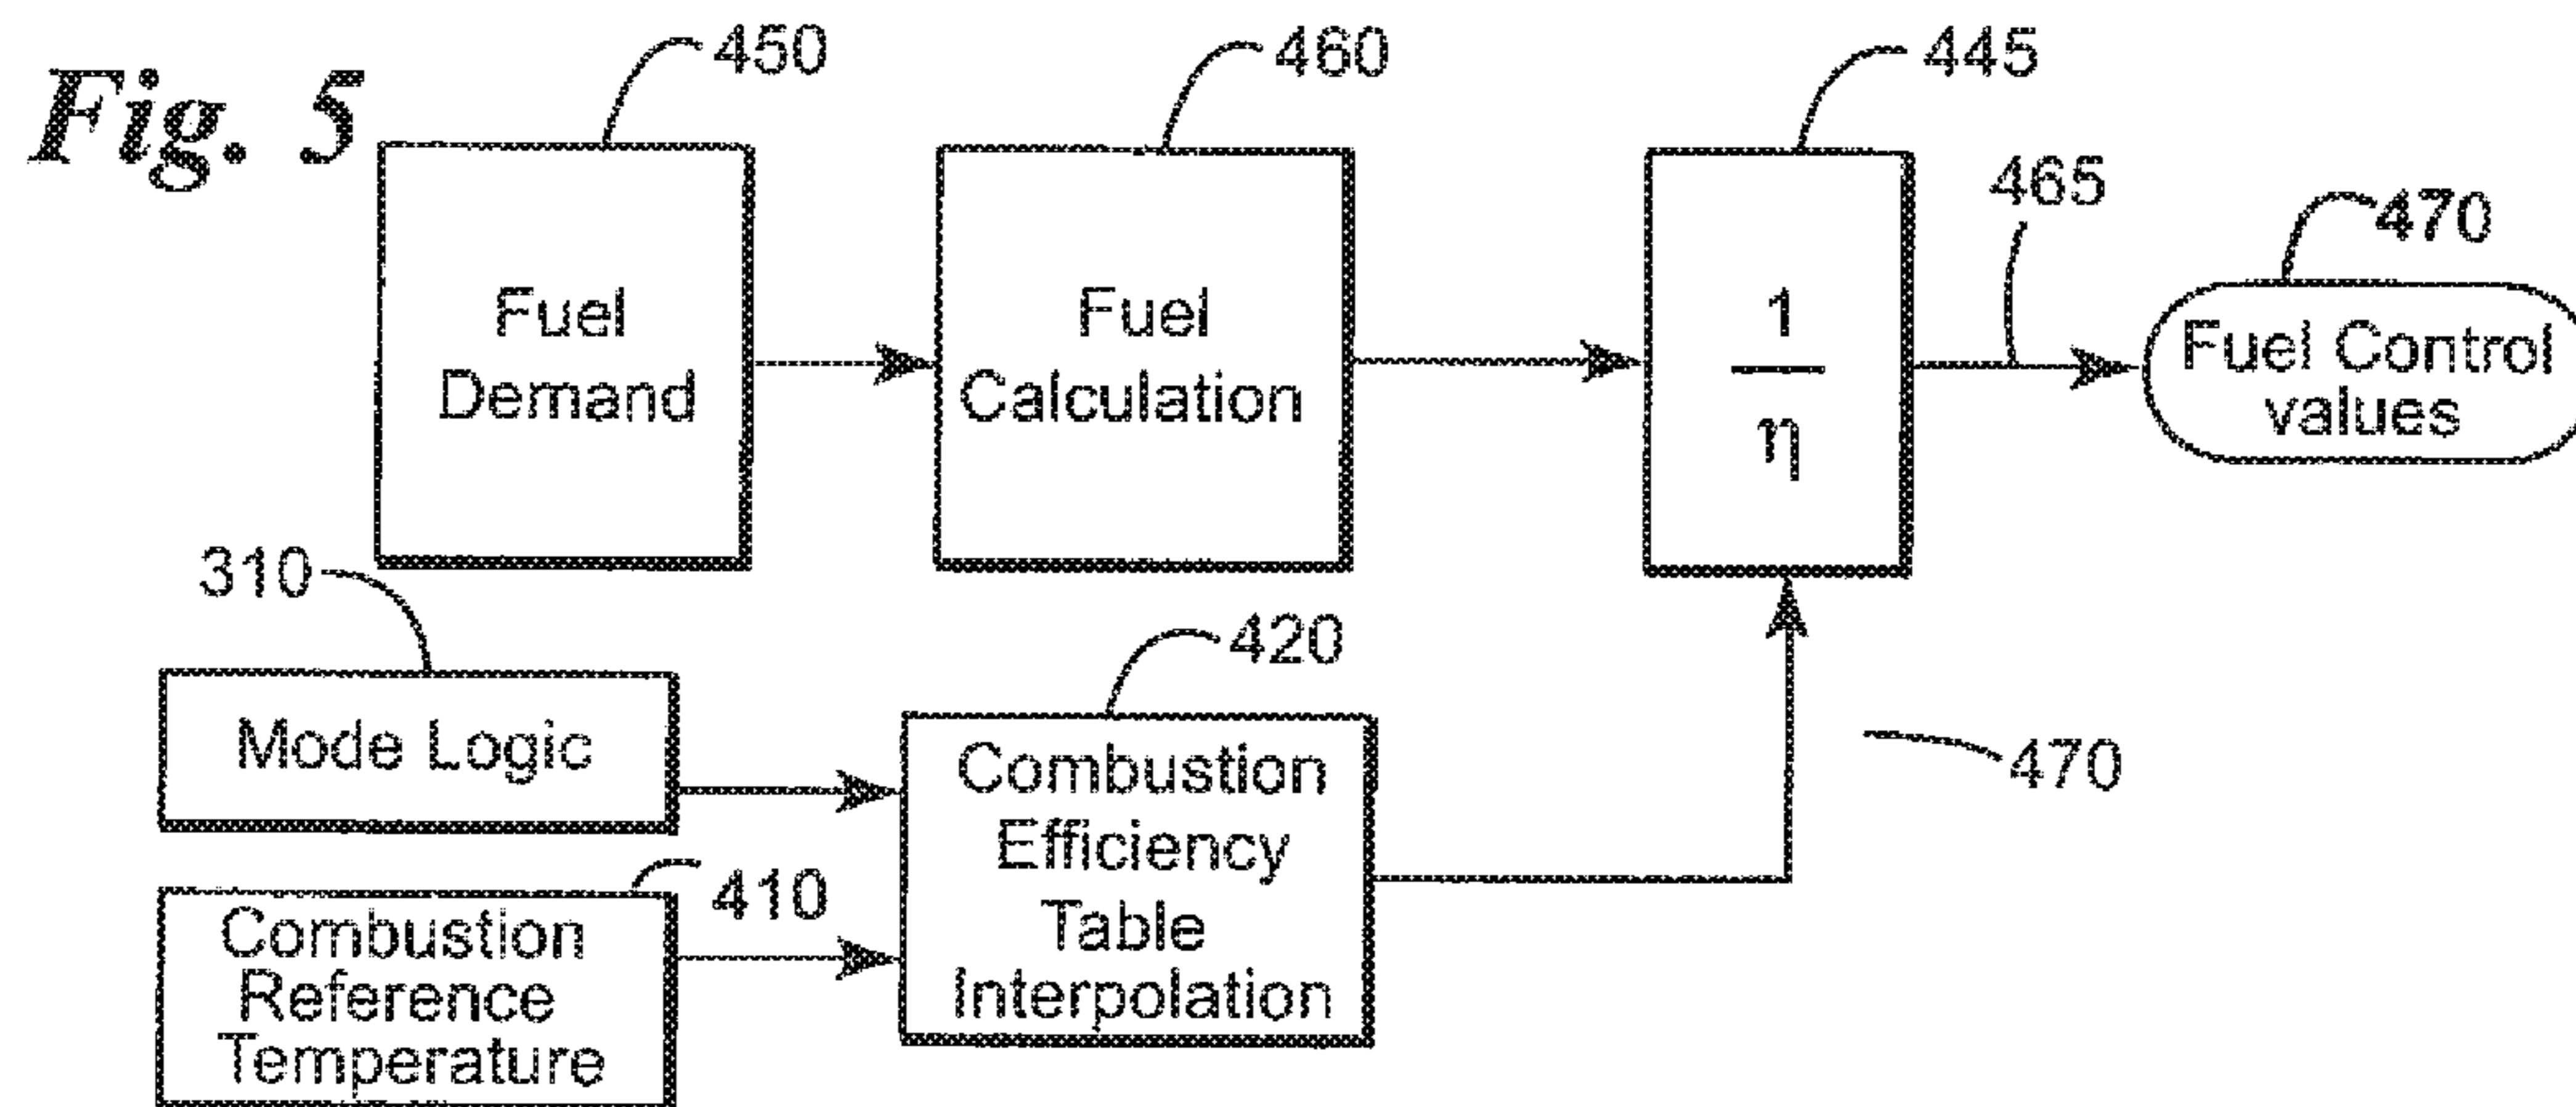 Fig. 5
450
460
445
465
470
Fuel
Demand
Fuel
Calculation
1
η
Fuel Control
values
310
Mode Logic
420
Combustion
Efficiency
Table
Interpolation
470
410
Combustion
Reference
Temperature